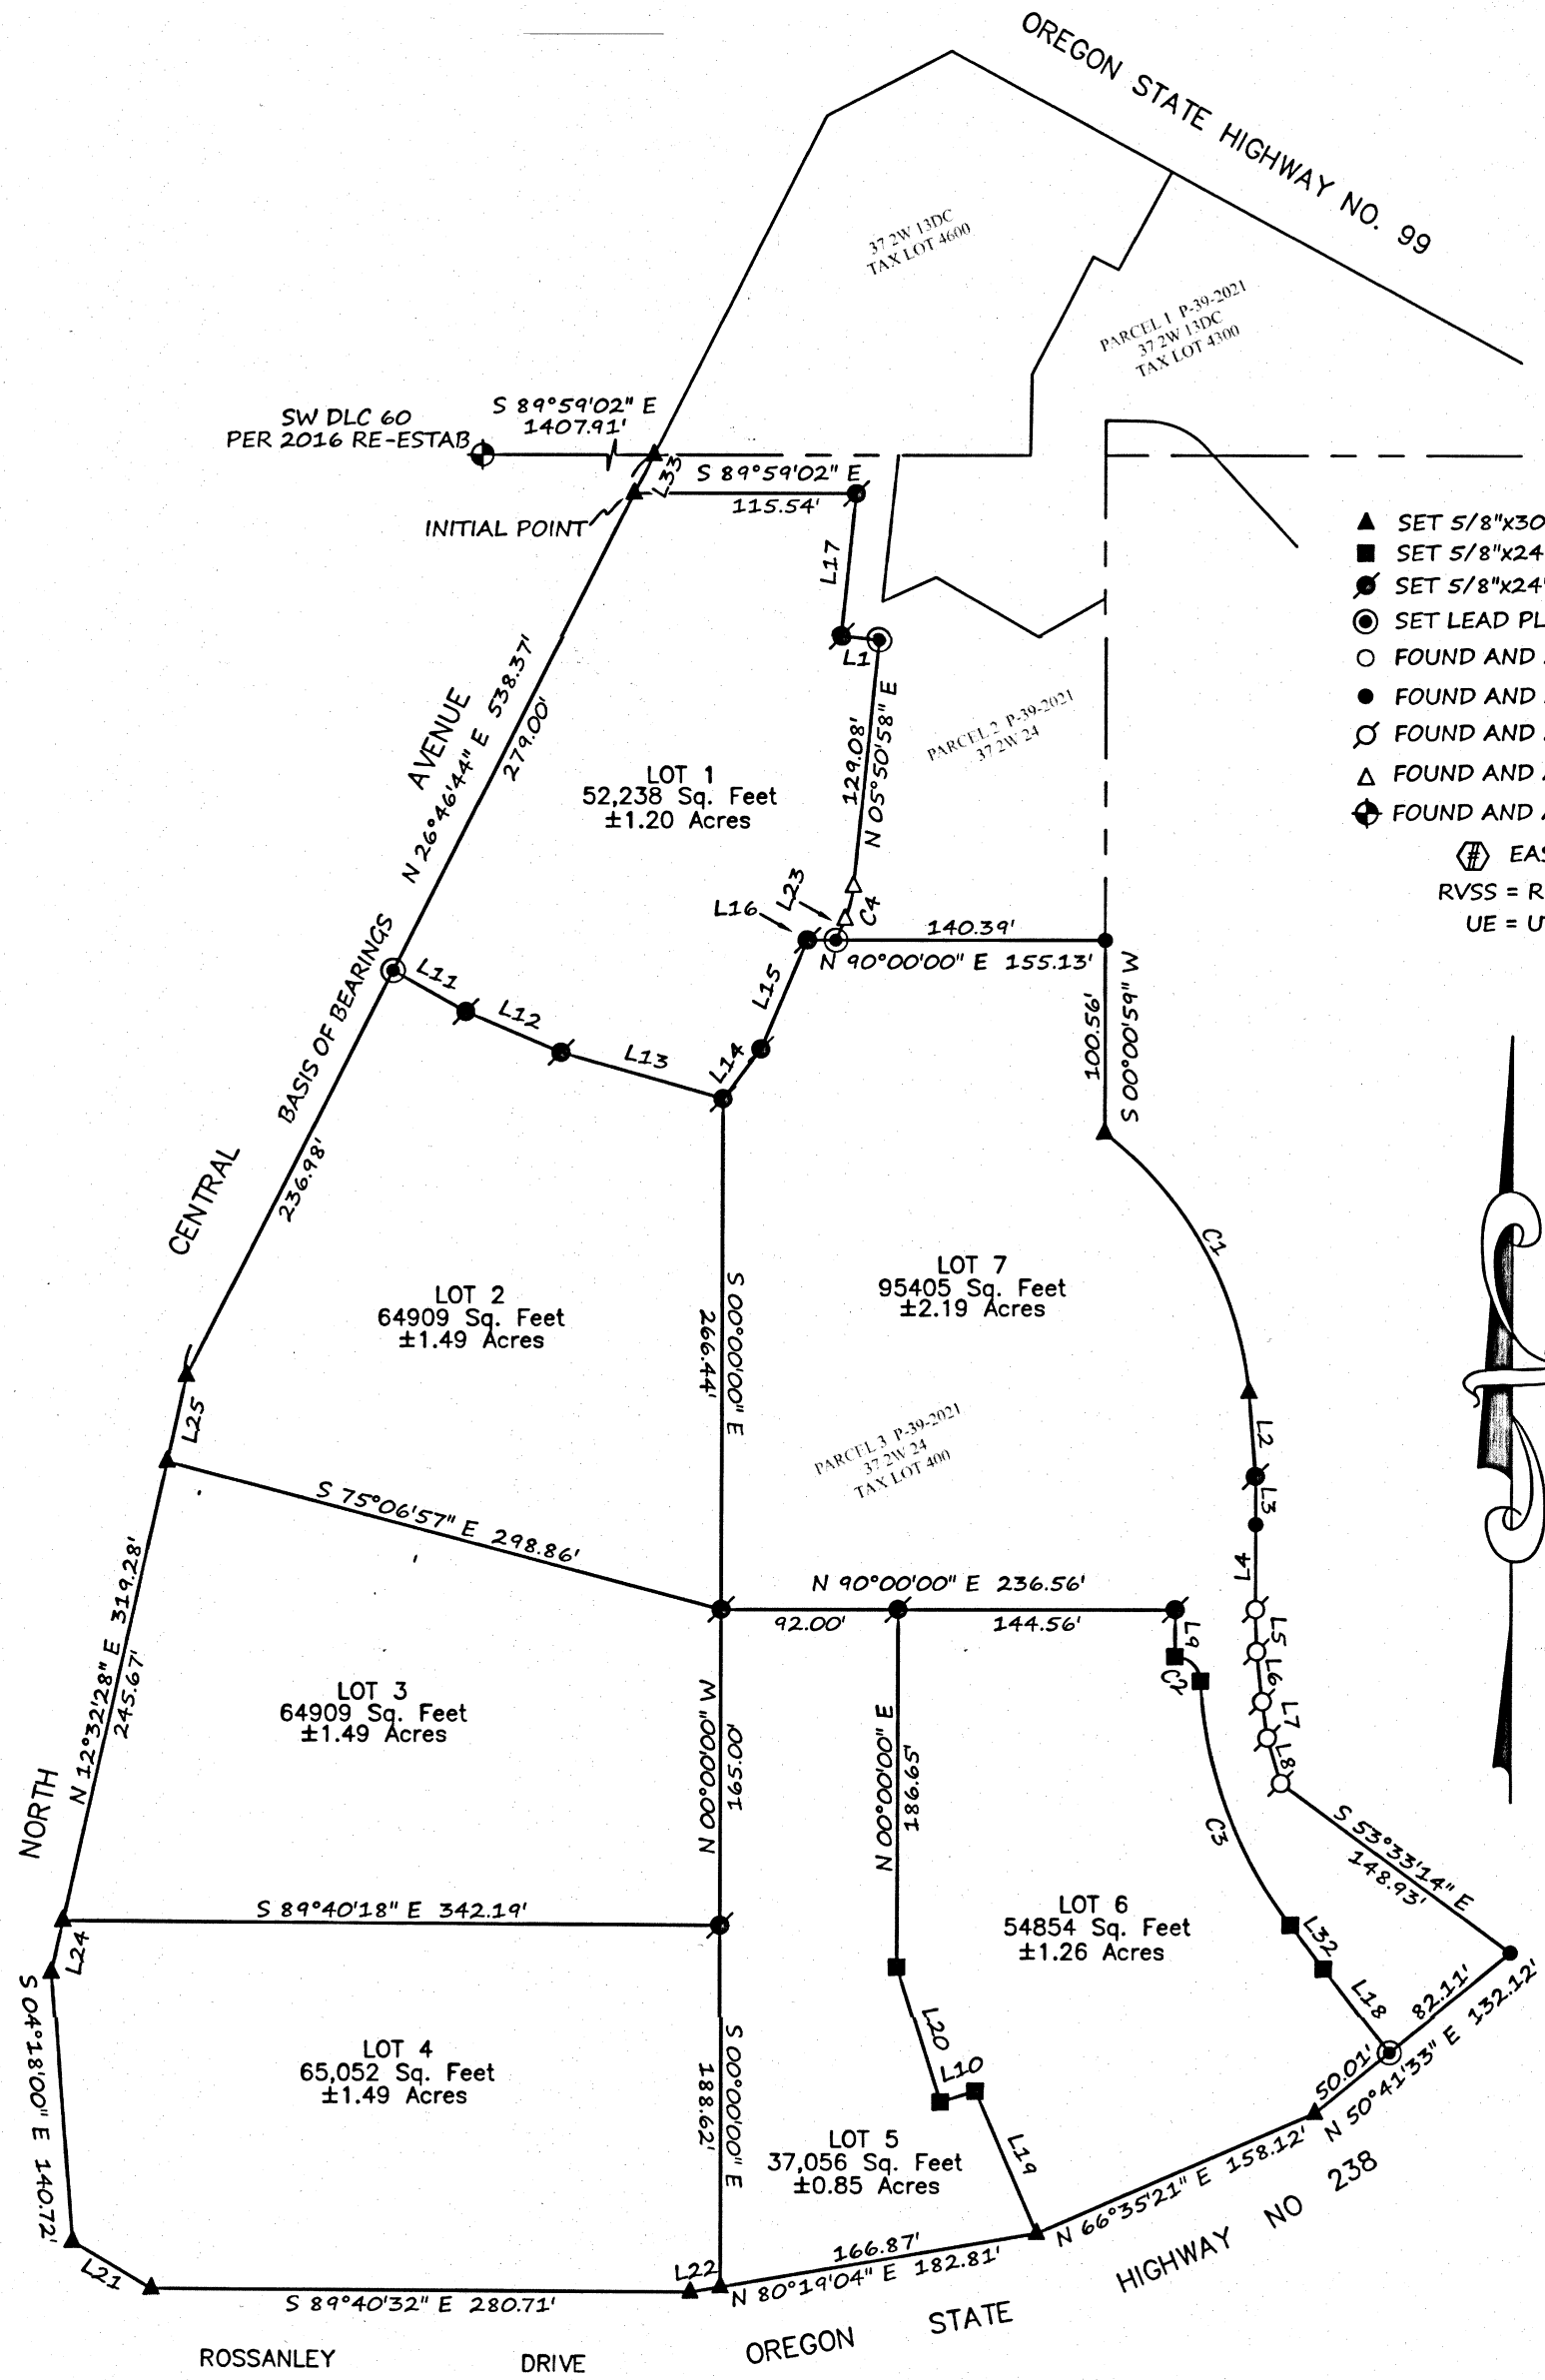 OREGON STATE HIGHWAY NO. 99
37 2W 13DC
TAX LOT 4600
PARCEL 1 P-39-2021
37 2W 13DC
TAX LOT 4300
SW DLC 60
PER 2016 RE-ESTAB
S 89°59'02" E
1407.91'
L33
S 89°59'02" E
115.54'
INITIAL POINT
L17
L1
▲ SET 5/8"x30
■ SET 5/8"x24
SET 5/8"x24"
SET LEAD PL
○ FOUND AND
● FOUND AND
FOUND AND
△ FOUND AND
FOUND AND
# EAS
RVSS = R
UE = U
AVENUE
N 26°46'44" E 538.37'
279.00'
129.08'
N 05°50'58" E
PARCEL 2 P-39-2021
37 2W 24
LOT 1
52,238 Sq. Feet
±1.20 Acres
L23
L16
C4
140.39'
N 90°00'00" E 155.13'
L11
L12
L13
L14
L15
BASIS OF BEARINGS
100.56'
S 00°00'59" W
CENTRAL
236.98'
C1
LOT 7
95405 Sq. Feet
±2.19 Acres
LOT 2
64909 Sq. Feet
±1.49 Acres
S 00°00'00" E
266.44'
L25
PARCEL 3 P-39-2021
37 2W 24
TAX LOT 400
L2
L3
L4
S 75°06'57" E 298.86'
N 90°00'00" E 236.56'
92.00'
144.56'
L9
C2
L5
L6
L7
L8
N 12°32'28" E 319.28'
245.67'
LOT 3
64909 Sq. Feet
±1.49 Acres
N 00°00'00" W
165.00'
N 00°00'00" E
186.65'
NORTH
C3
S 53°33'14" E
148.93'
S 89°40'18" E 342.19'
LOT 6
54854 Sq. Feet
±1.26 Acres
L24
L32
L18
82.11'
S 04°18'00" E 140.72'
LOT 4
65,052 Sq. Feet
±1.49 Acres
S 00°00'00" E
188.62'
L20
L10
50.01'
N 50°41'33" E 132.12'
LOT 5
37,056 Sq. Feet
±0.85 Acres
L19
N 66°35'21" E 158.12'
L21
L22
166.87'
N 80°19'04" E 182.81'
S 89°40'32" E 280.71'
ROSSANLEY DRIVE
OREGON STATE HIGHWAY NO 238